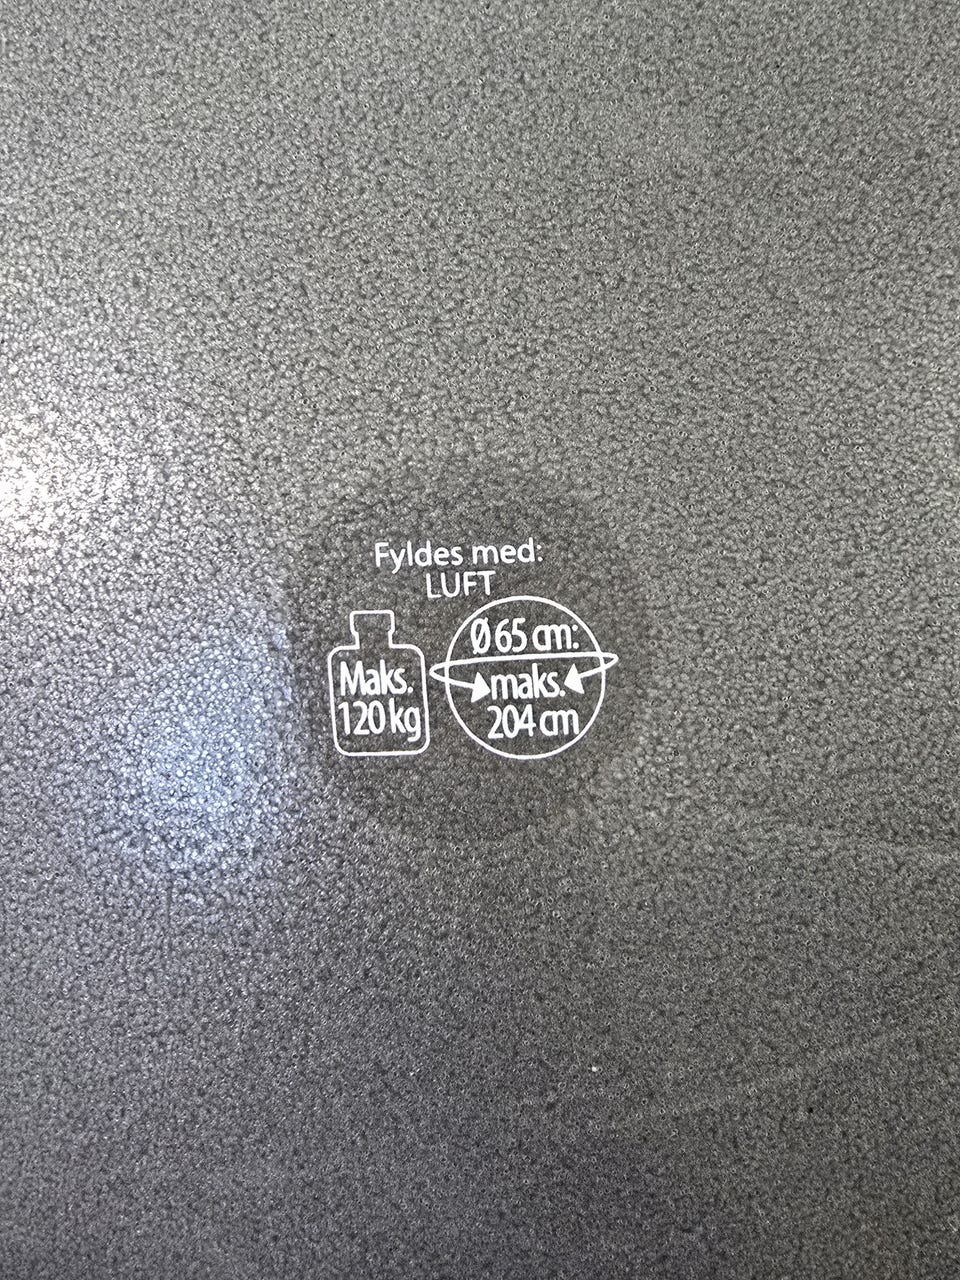 Fyldes med:
LUFT
Maks.
120 kg
Ø 65 cm:
maks.
204 cm